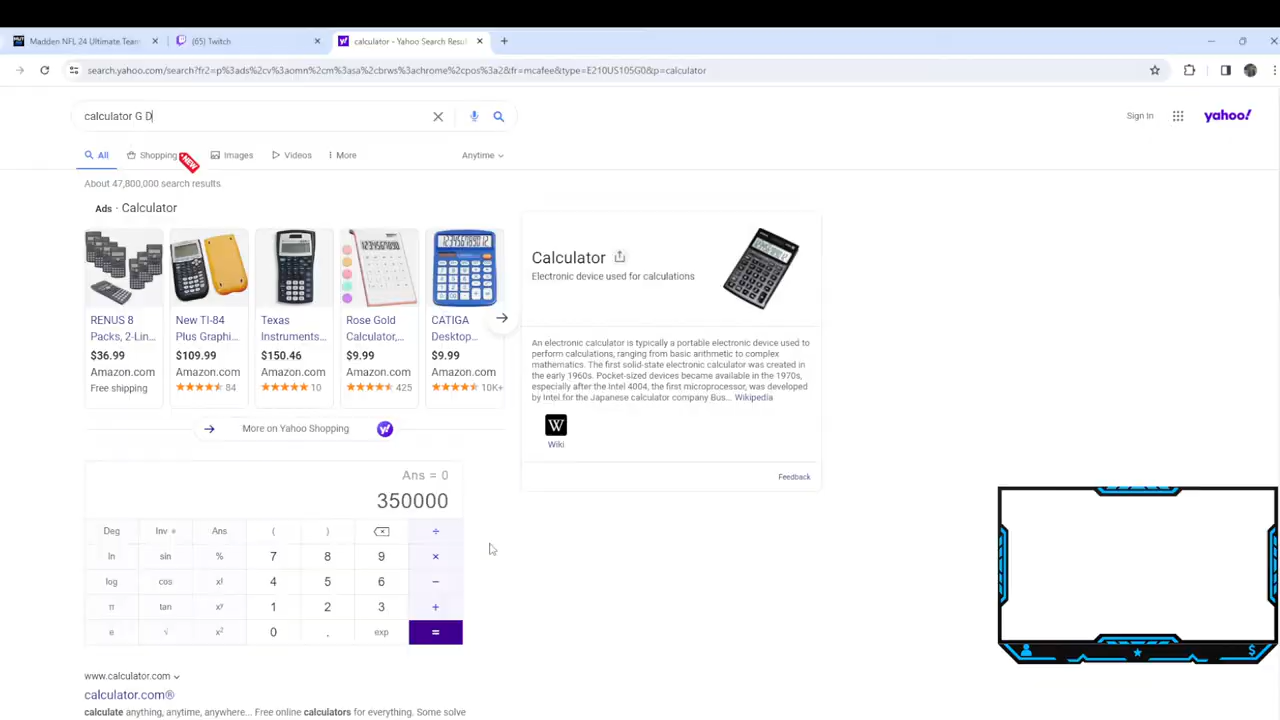 Madden NFL 24 Ultimate Team
(65) Twitch
calculator - Yahoo Search Resul
search.yahoo.com/search?fr2=p%3ads%2cv%3aomn%2cm%3asa%2cbrws%3achrome%2cpos%3a2&fr=mcafee&type=E210US105G0&p=calculator
calculator G D
Sign In
yahoo!
All
Shopping
NEW
Images
Videos
More
Anytime
About 47,800,000 search results
Ads · Calculator
RENUS 8
Packs, 2-Lin...
$36.99
Amazon.com
Free shipping
New TI-84
Plus Graphi...
$109.99
Amazon.com
84
Texas
Instruments...
$150.46
Amazon.com
10
Rose Gold
Calculator,...
$9.99
Amazon.com
425
CATIGA
Desktop...
$9.99
Amazon.com
10K+
More on Yahoo Shopping
y!
Calculator
Electronic device used for calculations
An electronic calculator is typically a portable electronic device used to
perform calculations, ranging from basic arithmetic to complex
mathematics. The first solid-state electronic calculator was created in
the early 1960s. Pocket-sized devices became available in the 1970s,
especially after the Intel 4004, the first microprocessor, was developed
by Intel for the Japanese calculator company Bus... Wikipedia
W
Wiki
Feedback
Ans = 0
350000
Deg Inv Ans ( ) ÷
ln sin % 7 8 9 ×
log cos x! 4 5 6 −
π tan xʸ 1 2 3 +
e √ x² 0 . exp =
www.calculator.com
calculator.com®
calculate anything, anytime, anywhere... Free online calculators for everything. Some solve
$